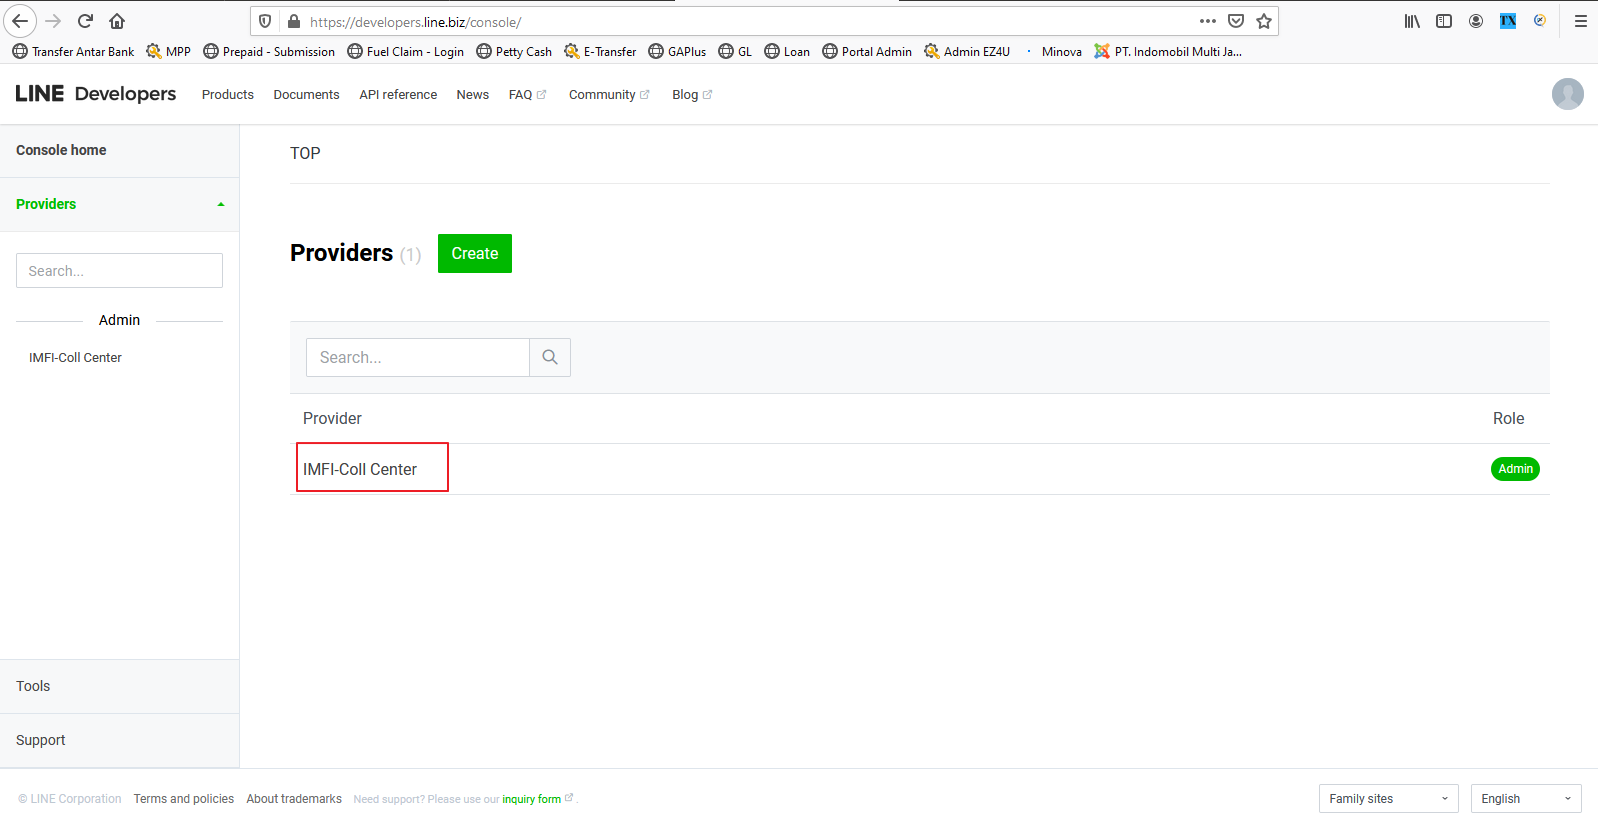 https://developers.line.biz/console/
Transfer Antar Bank MPP Prepaid - Submission Fuel Claim - Login Petty Cash E-Transfer GAPlus GL Loan Portal Admin Admin EZ4U Minova PT. Indomobil Multi Ja...
TX
LINE Developers Products Documents API reference News FAQ Community Blog
Console home
TOP
Providers
Providers (1) Create
Search...
Admin
IMFI-Coll Center
Search...
Provider Role
IMFI-Coll Center Admin
Tools
Support
© LINE Corporation Terms and policies About trademarks Need support? Please use our inquiry form . Family sites English